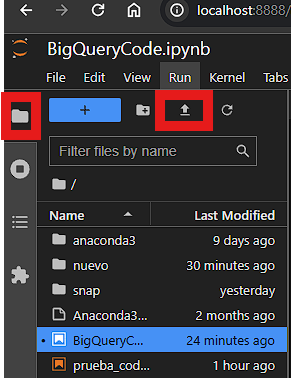 localhost:8888/
BigQueryCode.ipynb
File Edit View Run Kernel Tabs
+
Filter files by name
/
Name Last Modified
anaconda3 9 days ago
nuevo 30 minutes ago
snap yesterday
Anaconda3... 2 months ago
BigQueryC... 24 minutes ago
prueba_cod... 1 hour ago